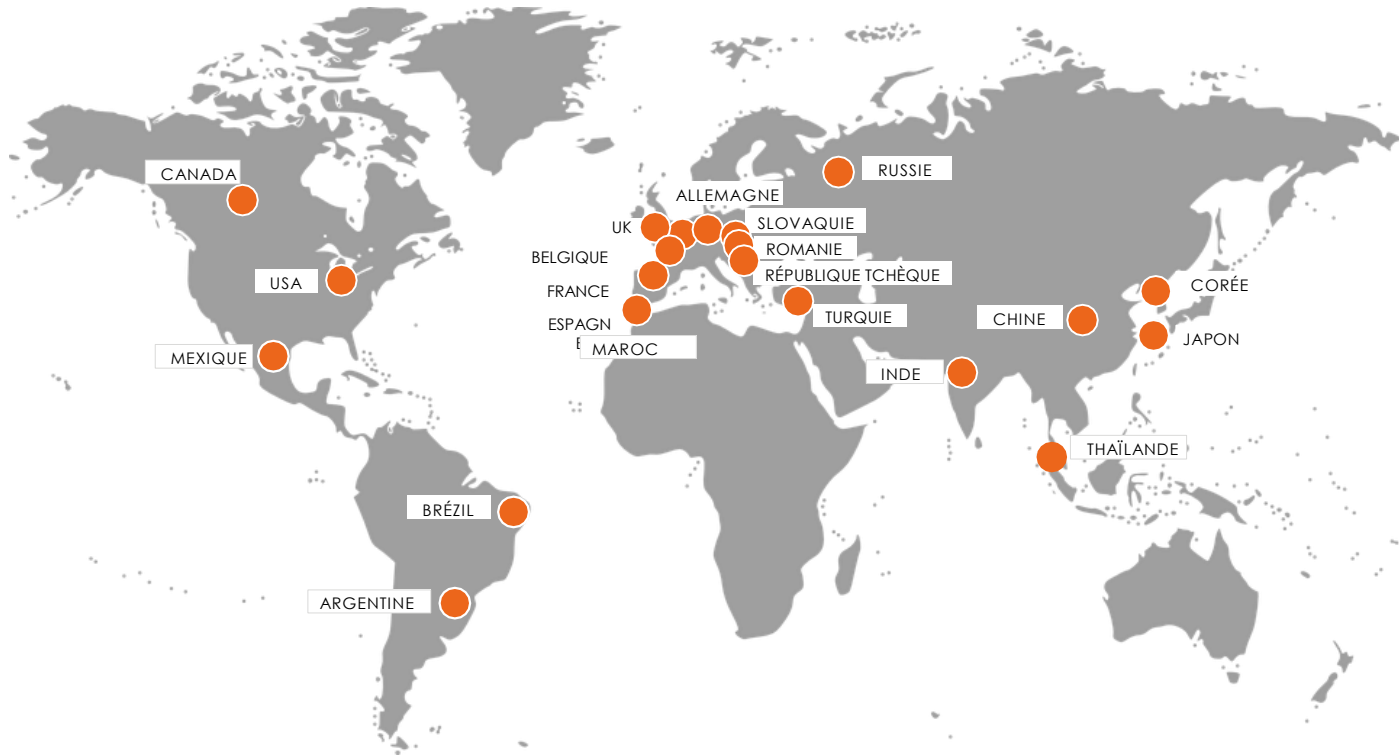 CANADA
RUSSIE
ALLEMAGNE
UK
SLOVAQUIE
ROMANIE
BELGIQUE
RÉPUBLIQUE TCHÈQUE
USA
FRANCE
CORÉE
ESPAGN
E
TURQUIE
CHINE
JAPON
MAROC
MEXIQUE
INDE
THAÏLANDE
BRÉZIL
ARGENTINE